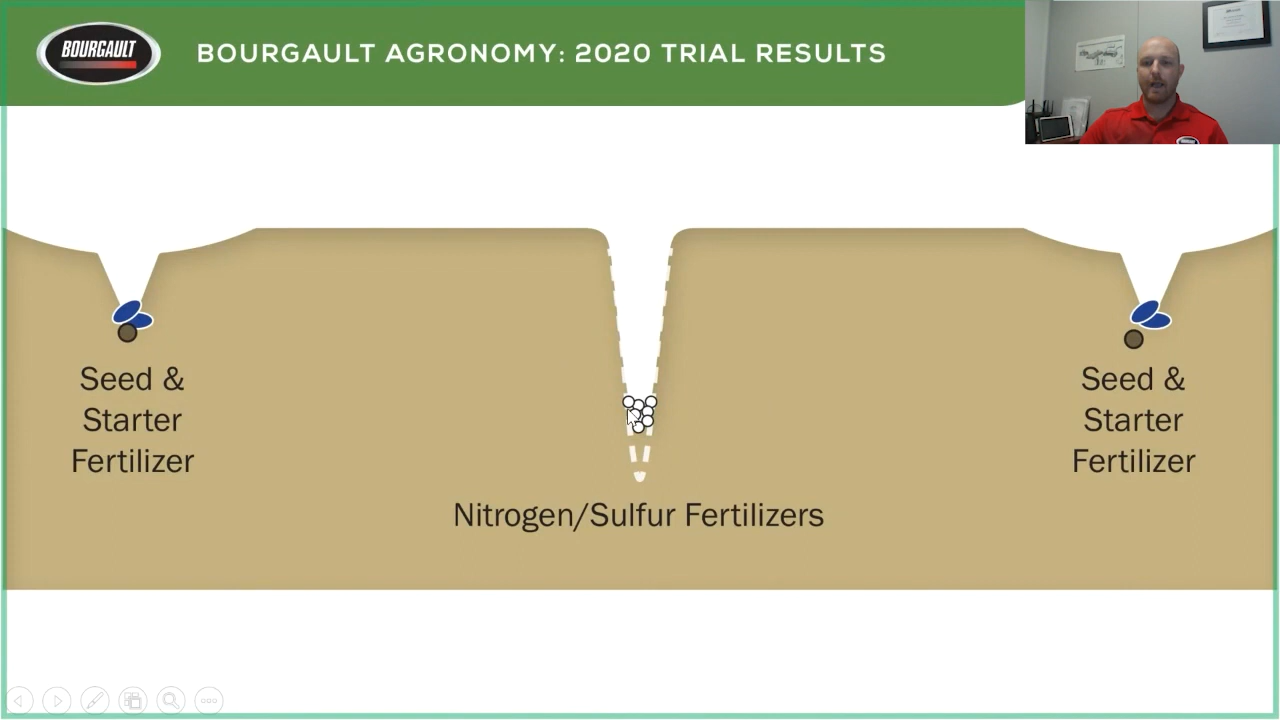 BOURGAULT
BOURGAULT AGRONOMY: 2020 TRIAL RESULTS
Seed &
Starter
Fertilizer
Nitrogen/Sulfur Fertilizers
Seed &
Starter
Fertilizer